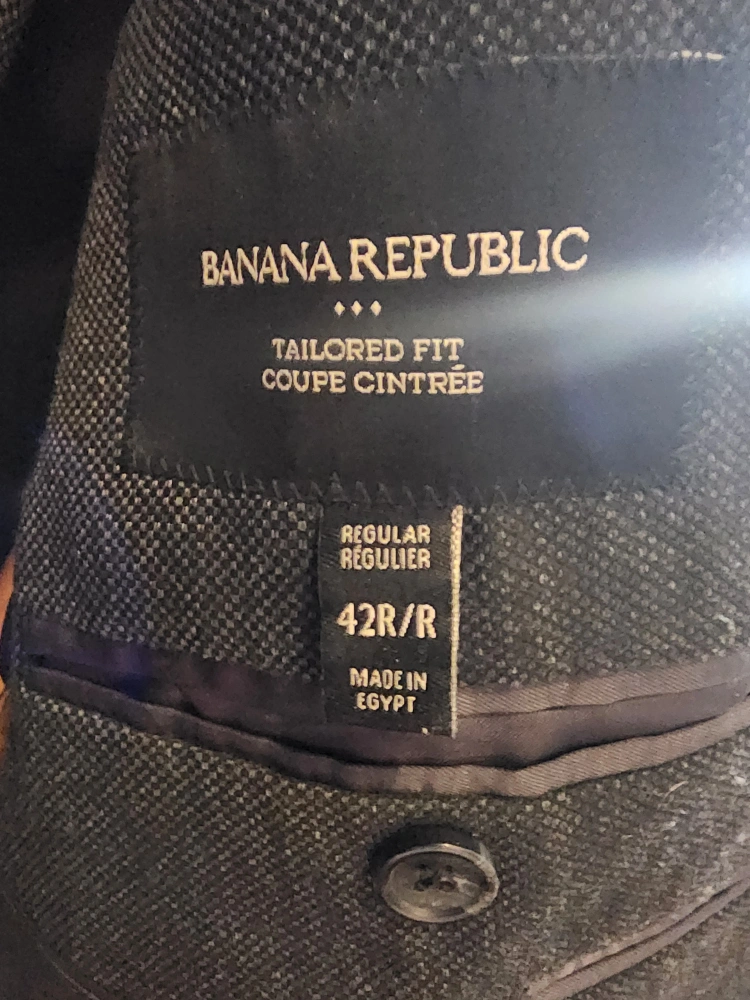 BANANA REPUBLIC
TAILORED FIT
COUPE CINTRÉE
REGULAR
RÉGULIER
42R/R
MADE IN
EGYPT